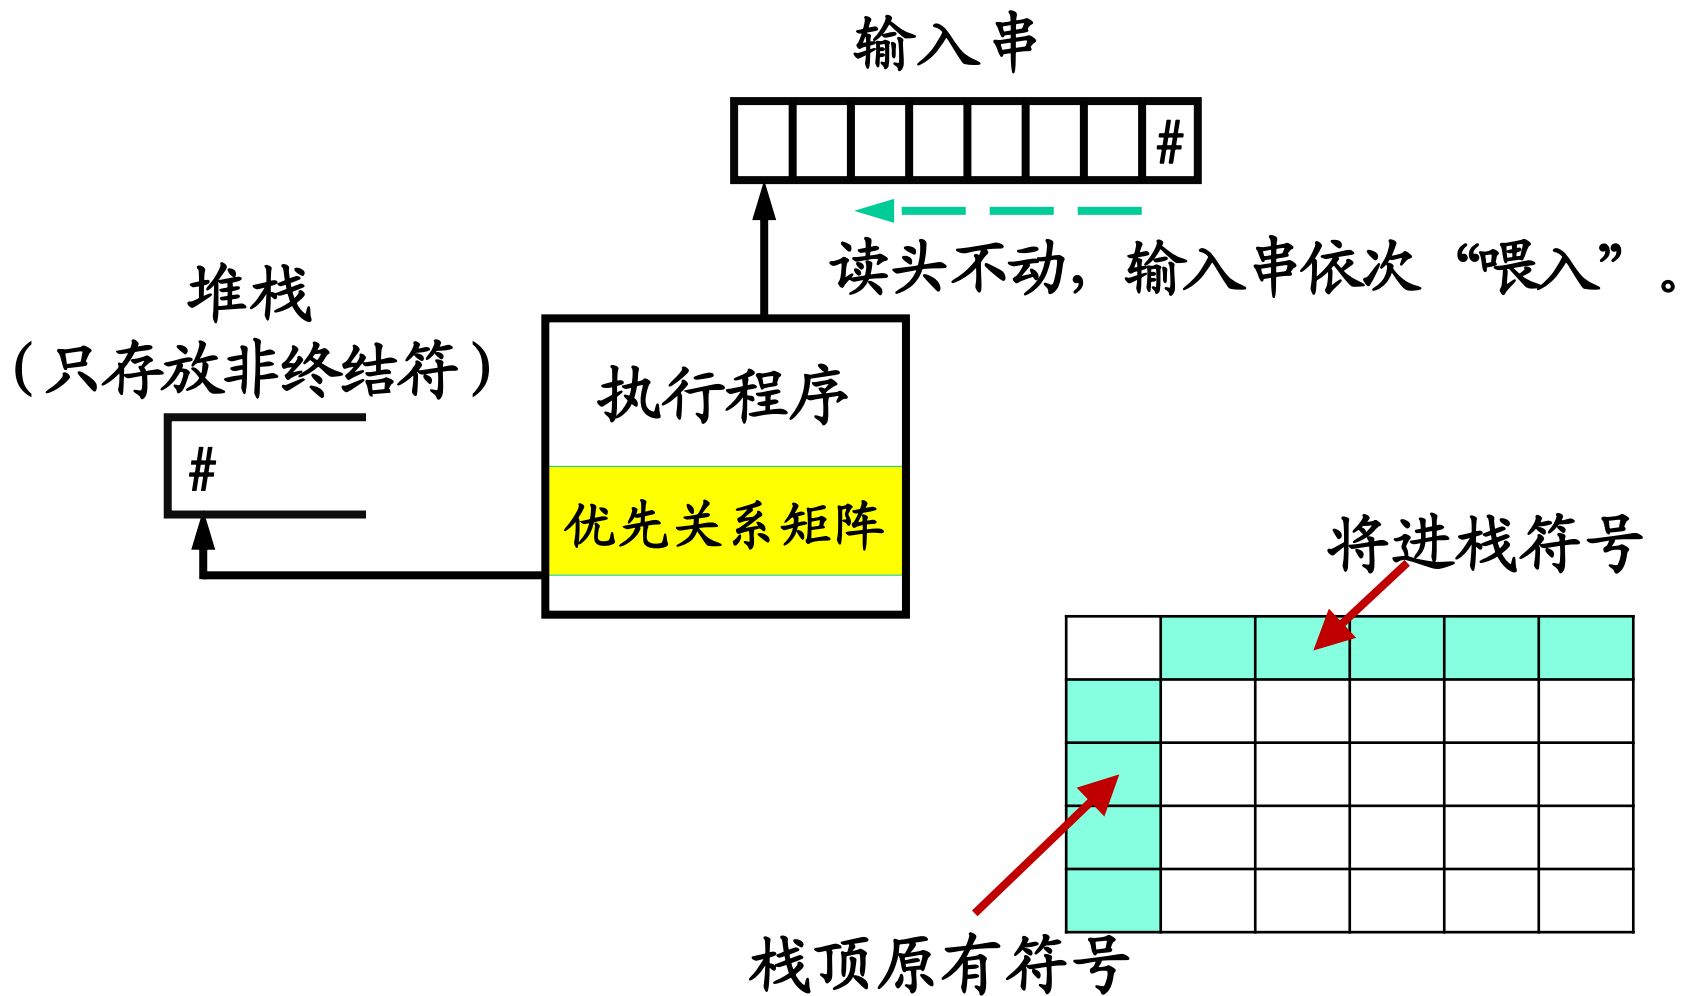 输入串
#
读头不动，输入串依次“喂入”。
堆栈
（只存放非终结符）
#
执行程序
优先关系矩阵
将进栈符号
栈顶原有符号